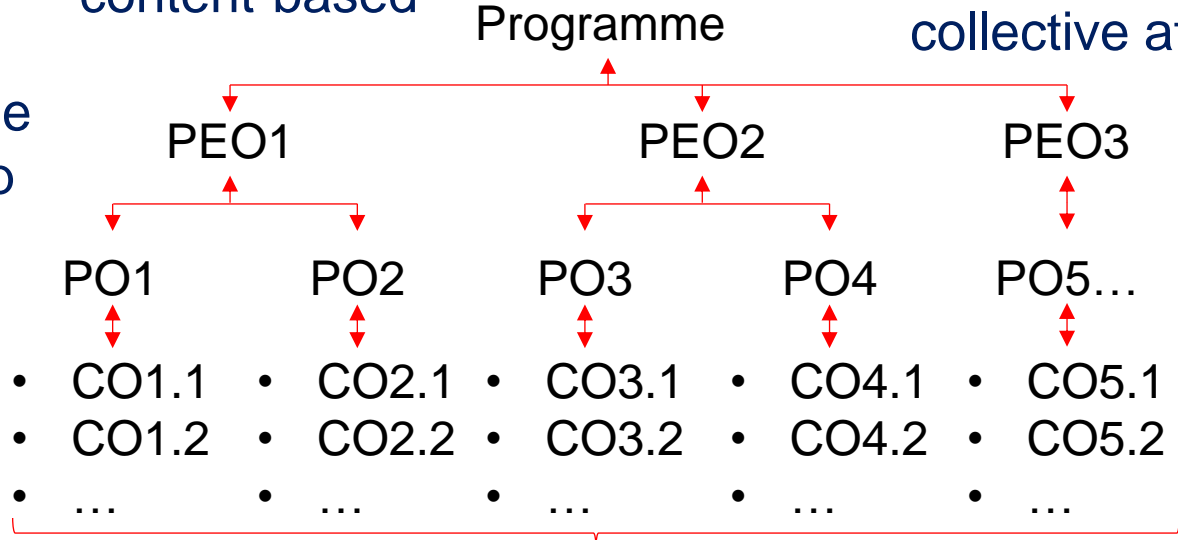 content-based
Programme
collective
PEO1 PEO2 PEO3
PO1 PO2 PO3 PO4 PO5…
• CO1.1 • CO2.1 • CO3.1 • CO4.1 • CO5.1
• CO1.2 • CO2.2 • CO3.2 • CO4.2 • CO5.2
• … • … • … • … • …